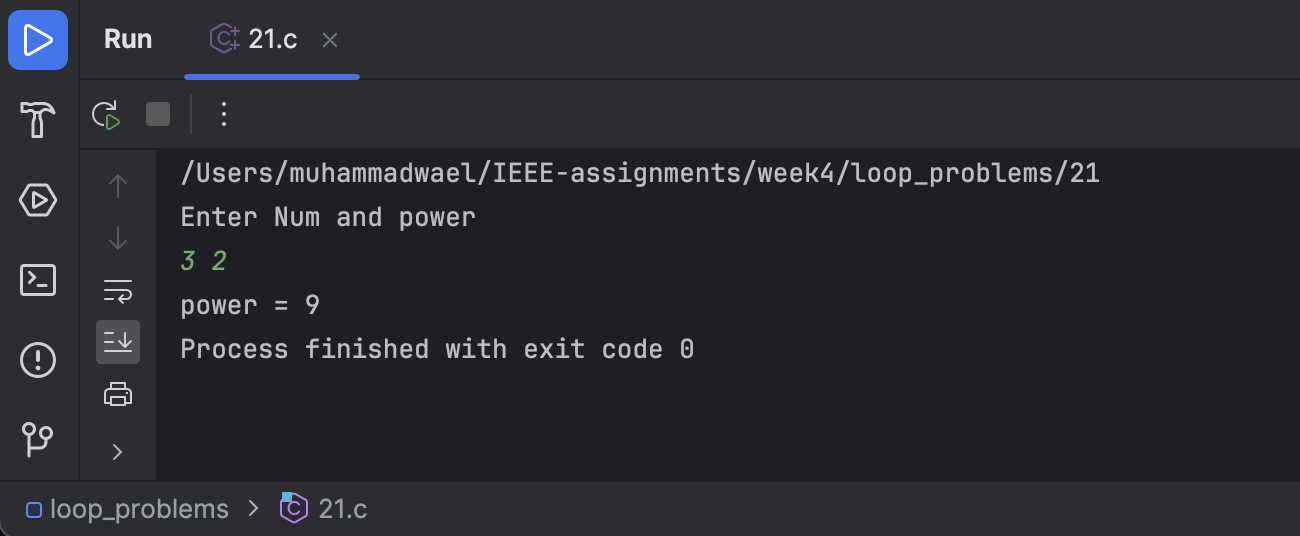 Run 21.c
/Users/muhammadwael/IEEE-assignments/week4/loop_problems/21
Enter Num and power
3 2
power = 9
Process finished with exit code 0
loop_problems > 21.c